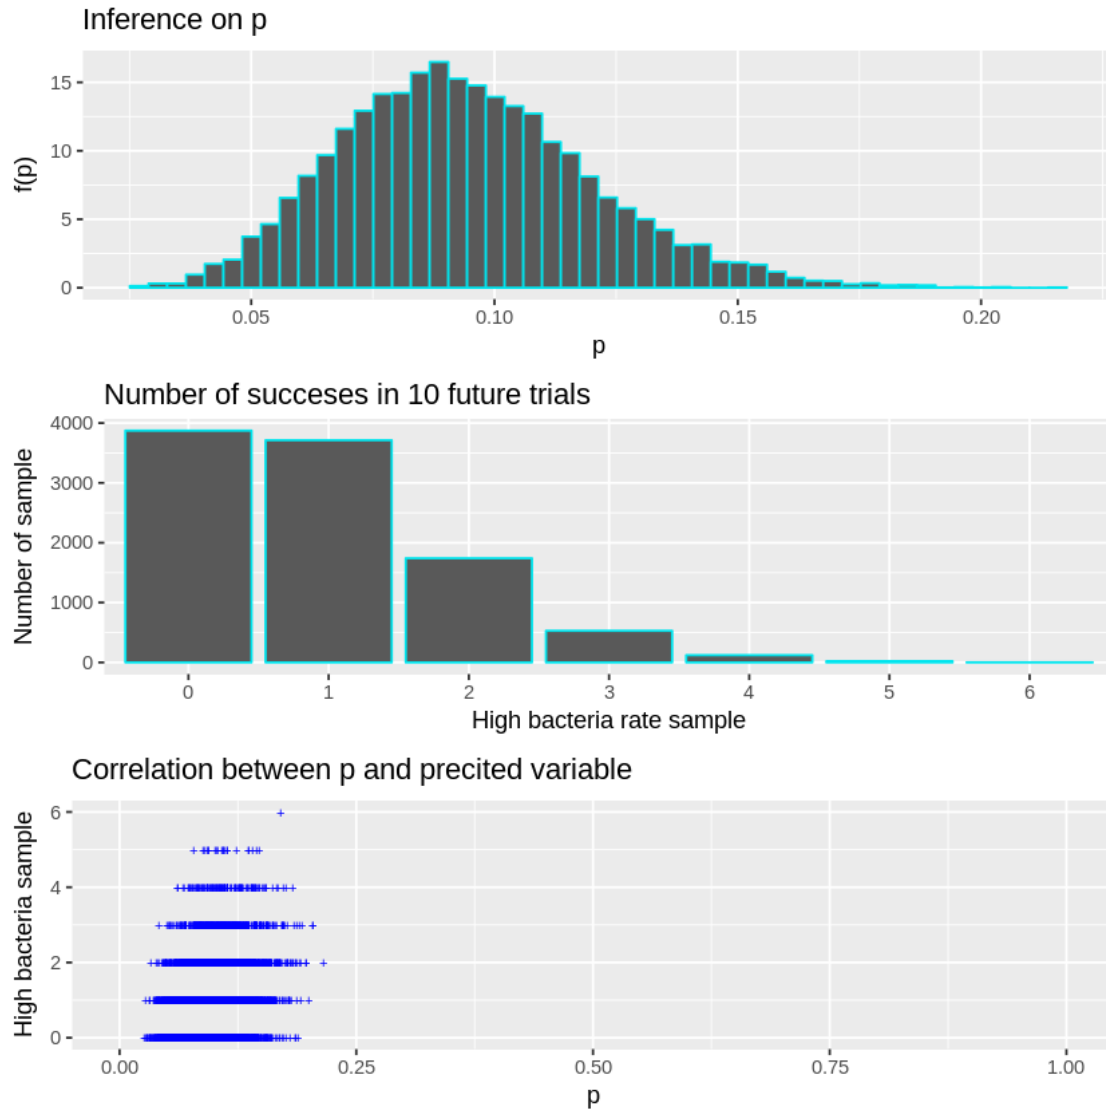 Inference on p
15
10
5
0
f(p)
0.05 0.10 0.15 0.20
p
Number of succeses in 10 future trials
4000
3000
2000
1000
0
Number of sample
0 1 2 3 4 5 6
High bacteria rate sample
Correlation between p and precited variable
6
4
2
0
High bacteria sample
0.00 0.25 0.50 0.75 1.00
p